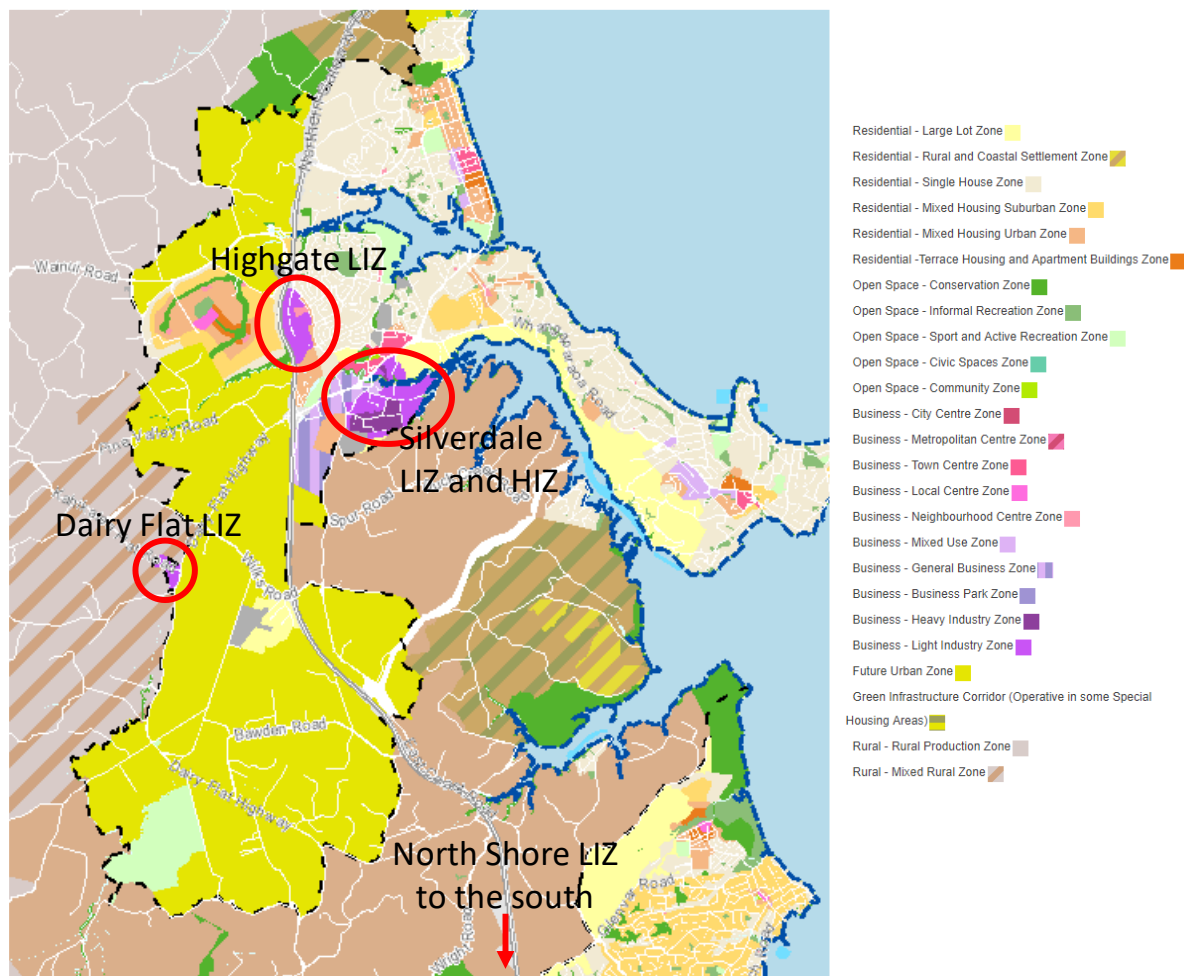 Highgate LIZ
Wainui Road
Silverdale
LIZ and HIZ
Pine Valley Road
Spur Road
Dairy Flat LIZ
Wilks Road
Bawden Road
Dairy Flat Highway
North Shore LIZ
to the south
Glenvar Road
Wright Road
Residential - Large Lot Zone
Residential - Rural and Coastal Settlement Zone
Residential - Single House Zone
Residential - Mixed Housing Suburban Zone
Residential - Mixed Housing Urban Zone
Residential -Terrace Housing and Apartment Buildings Zone
Open Space - Conservation Zone
Open Space - Informal Recreation Zone
Open Space - Sport and Active Recreation Zone
Open Space - Civic Spaces Zone
Open Space - Community Zone
Business - City Centre Zone
Business - Metropolitan Centre Zone
Business - Town Centre Zone
Business - Local Centre Zone
Business - Neighbourhood Centre Zone
Business - Mixed Use Zone
Business - General Business Zone
Business - Business Park Zone
Business - Heavy Industry Zone
Business - Light Industry Zone
Future Urban Zone
Green Infrastructure Corridor (Operative in some Special
Housing Areas)
Rural - Rural Production Zone
Rural - Mixed Rural Zone